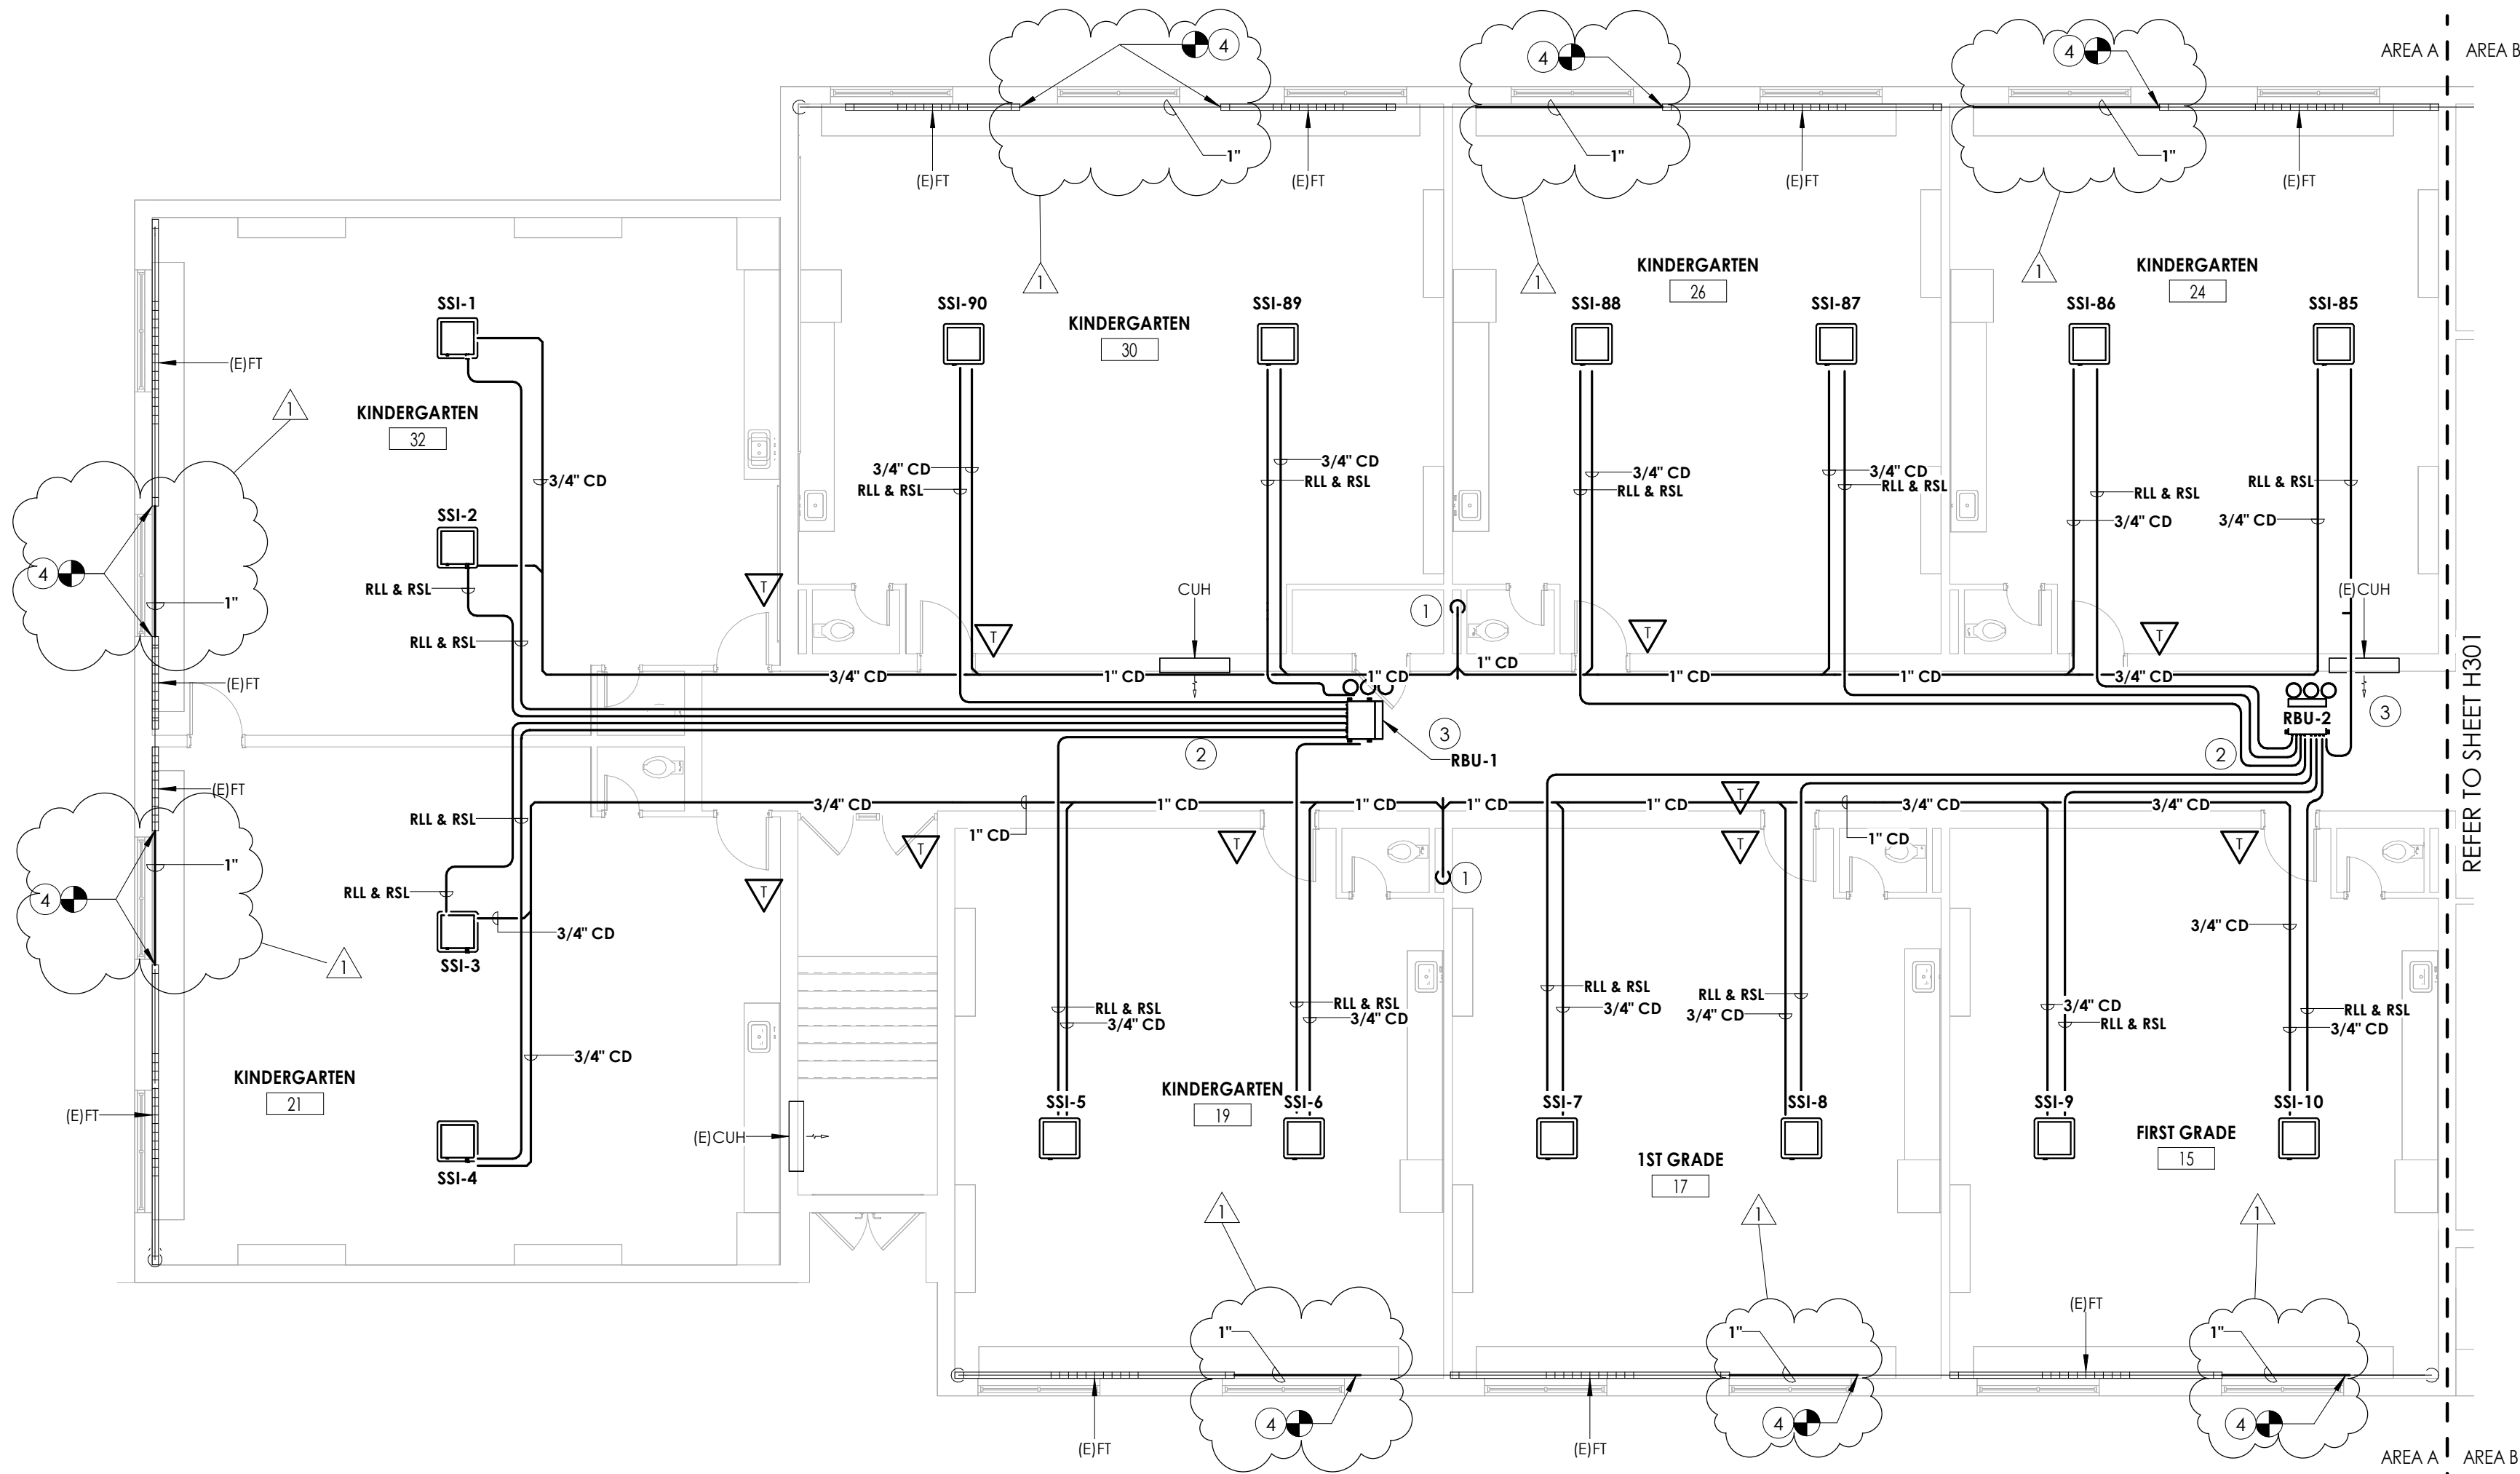 AREA A
AREA B
4
4
4
1"
1"
1"
(E)FT
(E)FT
(E)FT
(E)FT
1
1
1
SSI-1
SSI-90
KINDERGARTEN
30
SSI-89
SSI-88
KINDERGARTEN
26
SSI-87
SSI-86
KINDERGARTEN
24
SSI-85
(E)FT
1
KINDERGARTEN
32
3/4" CD
3/4" CD
RLL & RSL
3/4" CD
RLL & RSL
3/4" CD
RLL & RSL
3/4" CD
RLL & RSL
RLL & RSL
3/4" CD
RLL & RSL
3/4" CD
SSI-2
4
1"
RLL & RSL
RLL & RSL
T
T
CUH
1
T
T
(E)CUH
(E)FT
3/4" CD
1" CD
1" CD
1" CD
1" CD
1" CD
3/4" CD
REFER TO SHEET H301
2
3
RBU-1
2
RBU-2
3
(E)FT
RLL & RSL
3/4" CD
1" CD
1" CD
1" CD
1" CD
T
3/4" CD
3/4" CD
1" CD
1" CD
T
T
T
T
T
1
4
1"
RLL & RSL
3/4" CD
SSI-3
1
3/4" CD
3/4" CD
RLL & RSL
3/4" CD
RLL & RSL
3/4" CD
RLL & RSL
3/4" CD
RLL & RSL
3/4" CD
3/4" CD
RLL & RSL
RLL & RSL
3/4" CD
KINDERGARTEN
21
(E)FT
SSI-4
(E)CUH
SSI-5
KINDERGARTEN
19
SSI-6
SSI-7
1ST GRADE
17
SSI-8
SSI-9
FIRST GRADE
15
SSI-10
1
1
1
1"
1"
(E)FT
1"
4
4
4
(E)FT
(E)FT
AREA A
AREA B